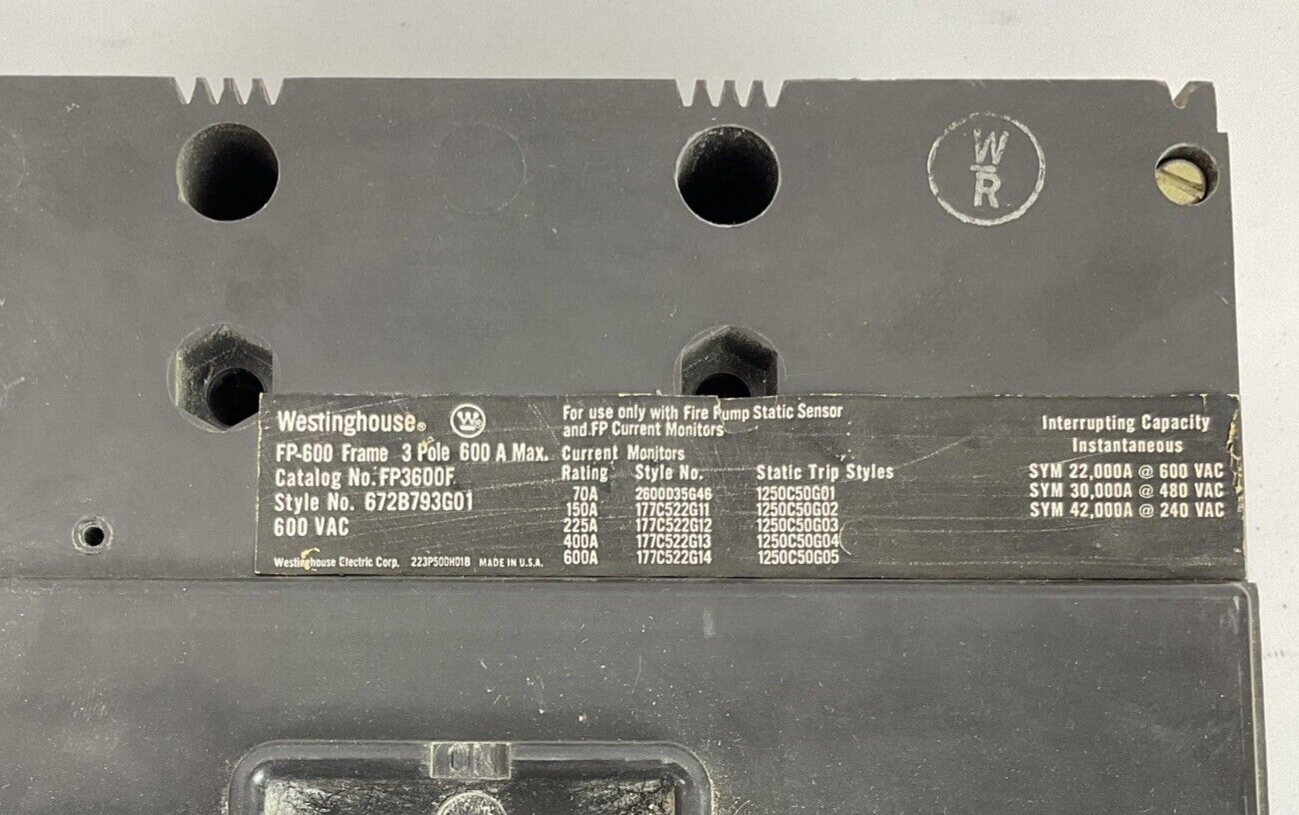 W
R
Westinghouse® W
FP-600 Frame 3 Pole 600 A Max.
Catalog No. FP3600F
Style No. 672B793G01
600 VAC
Westinghouse Electric Corp. 223P500H01B MADE IN U.S.A.
For use only with Fire Pump Static Sensor
and FP Current Monitors
Current Monitors
Rating Style No. Static Trip Styles
70A 2600D35G46 1250C50G01
150A 177C522G11 1250C50G02
225A 177C522G12 1250C50G03
400A 177C522G13 1250C50G04
600A 177C522G14 1250C50G05
Interrupting Capacity
Instantaneous
SYM 22,000A @ 600 VAC
SYM 30,000A @ 480 VAC
SYM 42,000A @ 240 VAC
ON